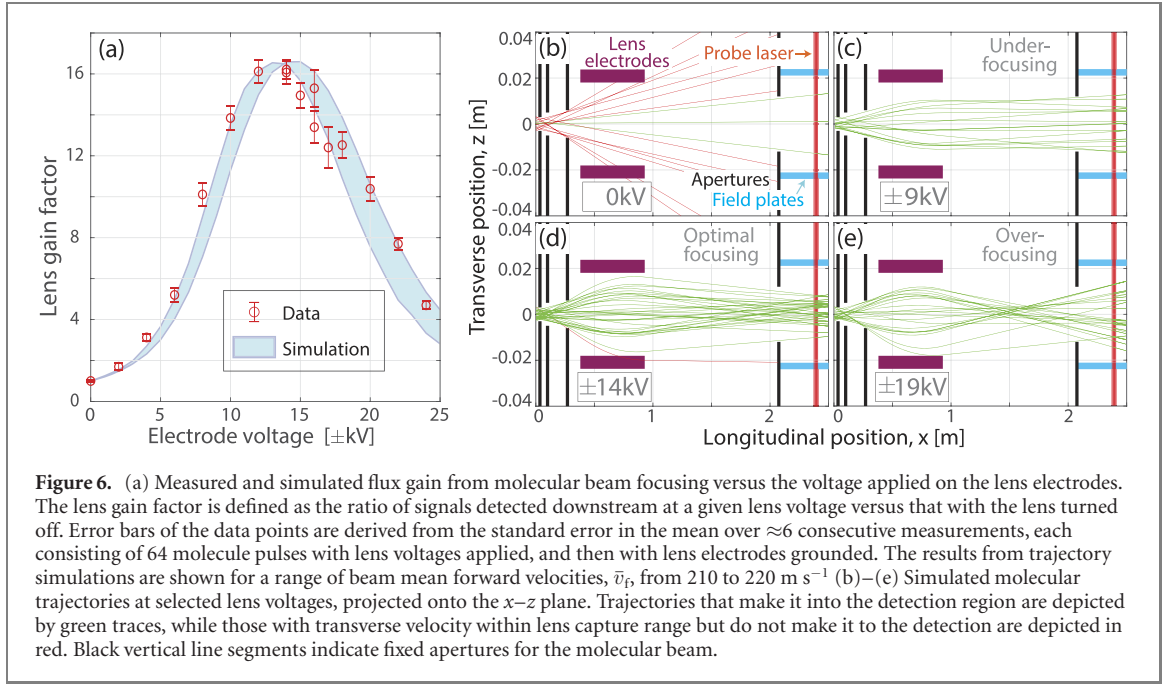 (a)
16
12
8
4
0
Lens gain factor
Data
Simulation
0
5
10
15
20
25
Electrode voltage [±kV]
(b)
Lens
electrodes
Probe laser
Apertures
Field plates
0kV
0.04
0.02
0
-0.02
-0.04
(c)
Under-
focusing
±9kV
Transverse position, z [m]
(d)
Optimal
focusing
±14kV
0.02
0
-0.02
-0.04
0
1
2
(e)
Over-
focusing
±19kV
0
1
2
Longitudinal position, x [m]
Figure 6. (a) Measured and simulated flux gain from molecular beam focusing versus the voltage applied on the lens electrodes.
The lens gain factor is defined as the ratio of signals detected downstream at a given lens voltage versus that with the lens turned
off. Error bars of the data points are derived from the standard error in the mean over ≈6 consecutive measurements, each
consisting of 64 molecule pulses with lens voltages applied, and then with lens electrodes grounded. The results from trajectory
simulations are shown for a range of beam mean forward velocities, v̄f, from 210 to 220 m s⁻¹ (b)–(e) Simulated molecular
trajectories at selected lens voltages, projected onto the x–z plane. Trajectories that make it into the detection region are depicted
by green traces, while those with transverse velocity within lens capture range but do not make it to the detection are depicted in
red. Black vertical line segments indicate fixed apertures for the molecular beam.